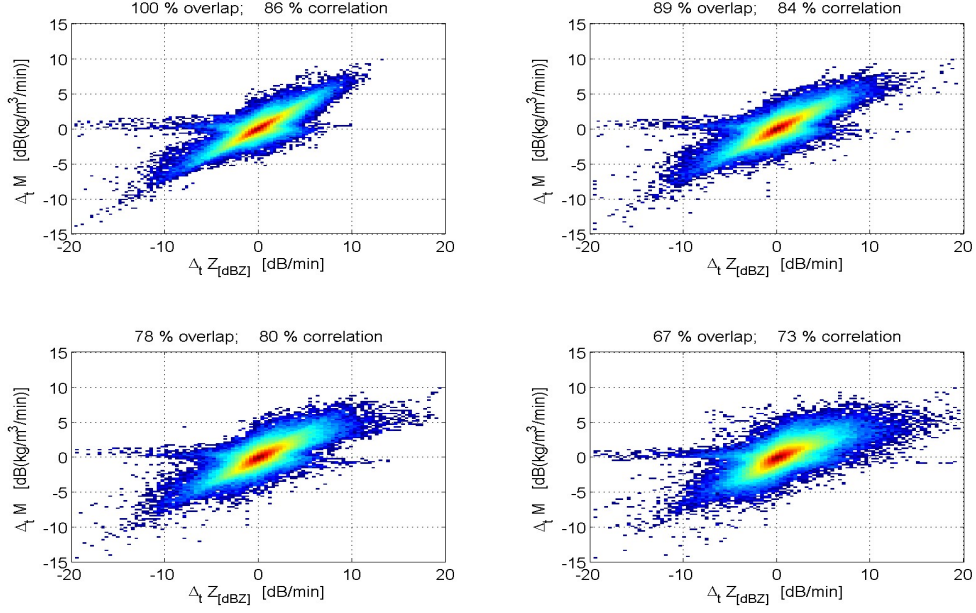 100 % overlap; 86 % correlation
15
10
5
0
-5
-10
-15
-20 -10 0 10 20
Δt M [dB(kg/m³/min)]
Δt Z[dBZ] [dB/min]
89 % overlap; 84 % correlation
15
10
5
0
-5
-10
-15
-20 -10 0 10 20
Δt M [dB(kg/m³/min)]
Δt Z[dBZ] [dB/min]
78 % overlap; 80 % correlation
15
10
5
0
-5
-10
-15
-20 -10 0 10 20
Δt M [dB(kg/m³/min)]
Δt Z[dBZ] [dB/min]
67 % overlap; 73 % correlation
15
10
5
0
-5
-10
-15
-20 -10 0 10 20
Δt M [dB(kg/m³/min)]
Δt Z[dBZ] [dB/min]